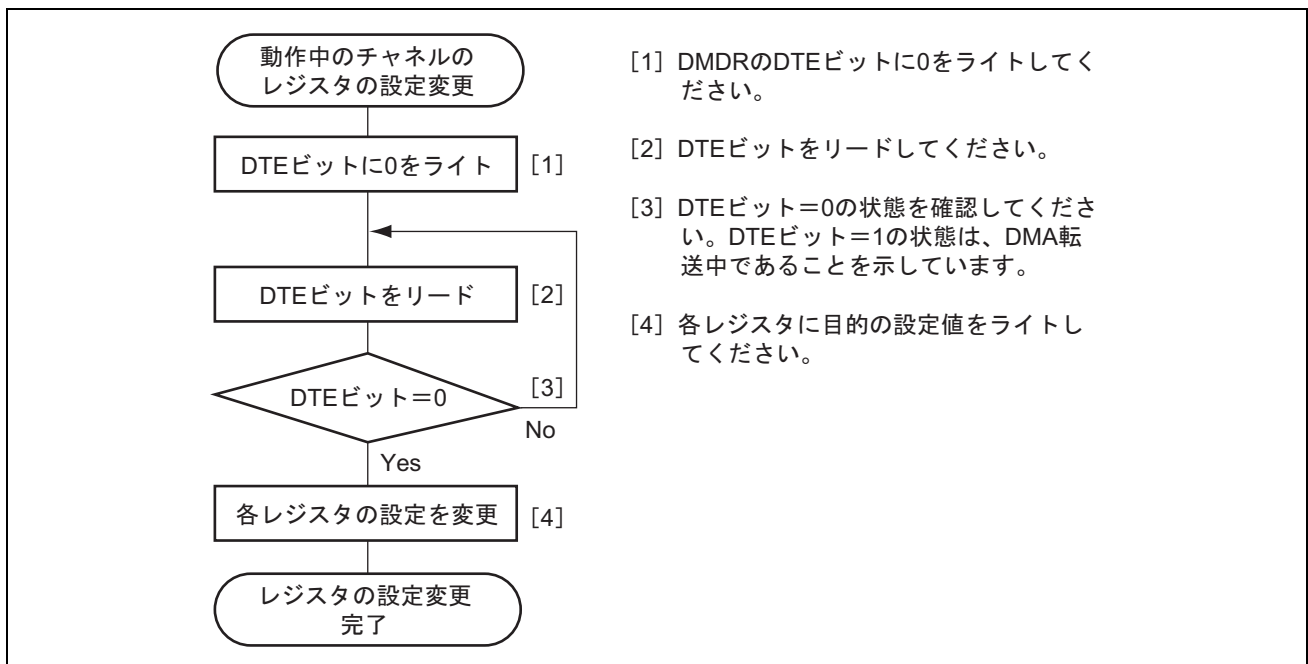 動作中のチャネルの
レジスタの設定変更
DTEビットに0をライト [1]
DTEビットをリード [2]
DTEビット＝0 [3]
No
Yes
各レジスタの設定を変更 [4]
レジスタの設定変更
完了
[1] DMDRのDTEビットに0をライトしてく
ださい。
[2] DTEビットをリードしてください。
[3] DTEビット＝0の状態を確認してくださ
い。DTEビット＝1の状態は、DMA転
送中であることを示しています。
[4] 各レジスタに目的の設定値をライトし
てください。